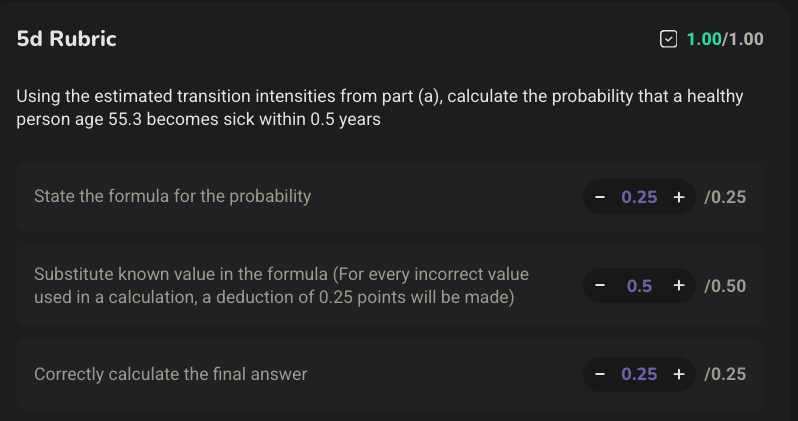 5d Rubric
1.00/1.00
Using the estimated transition intensities from part (a), calculate the probability that a healthy
person age 55.3 becomes sick within 0.5 years
State the formula for the probability
- 0.25 + /0.25
Substitute known value in the formula (For every incorrect value
used in a calculation, a deduction of 0.25 points will be made)
- 0.5 + /0.50
Correctly calculate the final answer
- 0.25 + /0.25